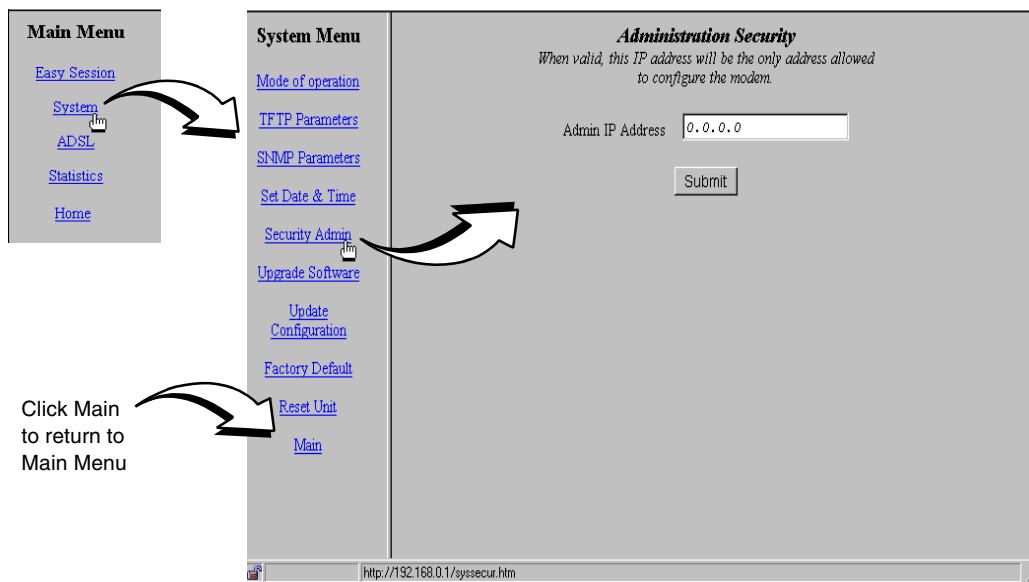 Main Menu
Easy Session
System
ADSL
Statistics
Home
System Menu
Mode of operation
TFTP Parameters
SNMP Parameters
Set Date & Time
Security Admin
Upgrade Software
Update
Configuration
Factory Default
Reset Unit
Main
Administration Security
When valid, this IP address will be the only address allowed
to configure the modem.
Admin IP Address 0.0.0.0
Submit
Click Main
to return to
Main Menu
http://192.168.0.1/syssecur.htm